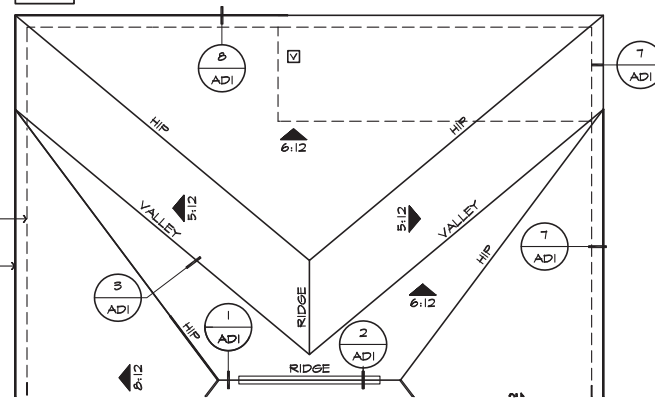 8
ADI
7
ADI
HIP
HIP
6:12
5:12
5:12
VALLEY
VALLEY
7
ADI
HIP
3
ADI
RIDGE
6:12
1
ADI
HIP
2
ADI
RIDGE
8:12